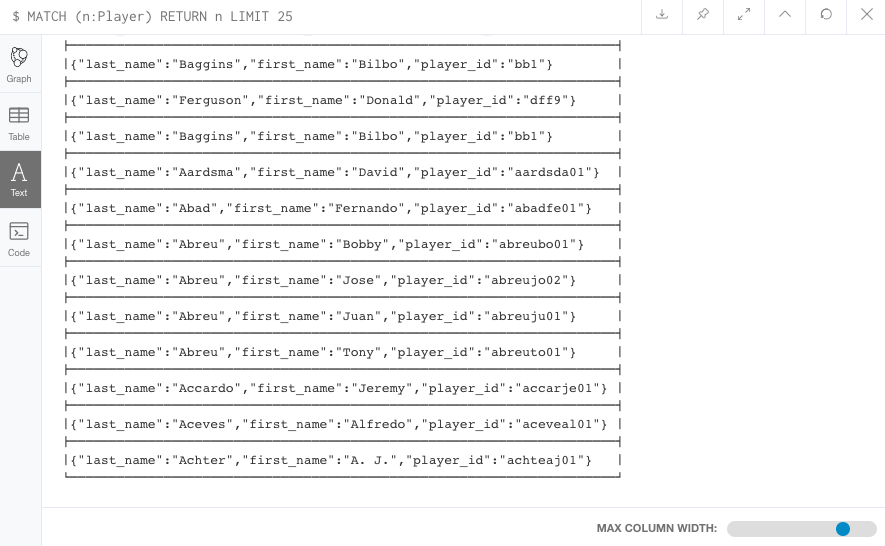 $ MATCH (n:Player) RETURN n LIMIT 25
Graph
Table
A
Text
Code
{"last_name":"Baggins","first_name":"Bilbo","player_id":"bb1"}
{"last_name":"Ferguson","first_name":"Donald","player_id":"dff9"}
{"last_name":"Baggins","first_name":"Bilbo","player_id":"bb1"}
{"last_name":"Aardsma","first_name":"David","player_id":"aardsda01"}
{"last_name":"Abad","first_name":"Fernando","player_id":"abadfe01"}
{"last_name":"Abreu","first_name":"Bobby","player_id":"abreubo01"}
{"last_name":"Abreu","first_name":"Jose","player_id":"abreujo02"}
{"last_name":"Abreu","first_name":"Juan","player_id":"abreuju01"}
{"last_name":"Abreu","first_name":"Tony","player_id":"abreuto01"}
{"last_name":"Accardo","first_name":"Jeremy","player_id":"accarje01"}
{"last_name":"Aceves","first_name":"Alfredo","player_id":"aceveal01"}
{"last_name":"Achter","first_name":"A. J.","player_id":"achteaj01"}
MAX COLUMN WIDTH: